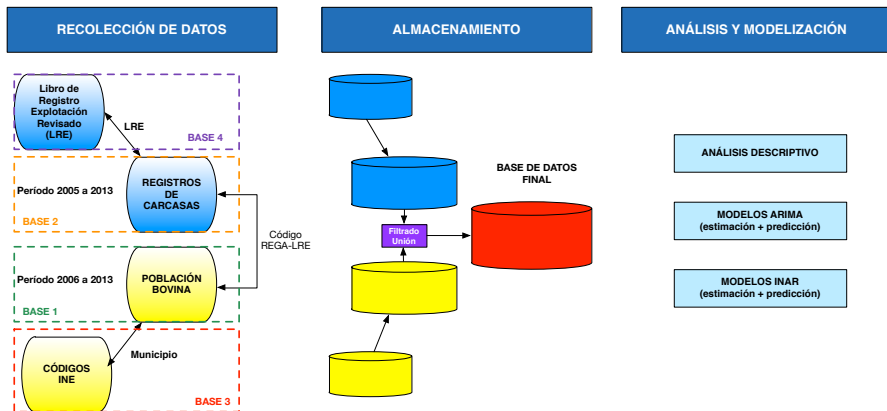 RECOLECCIÓN DE DATOS
ALMACENAMIENTO
ANÁLISIS Y MODELIZACIÓN
Libro de
Registro
Explotación
Revisado
(LRE)
LRE
BASE 4
Período 2005 a 2013
REGISTROS
DE
CARCASAS
BASE 2
Código
REGA-LRE
Período 2006 a 2013
POBLACIÓN
BOVINA
BASE 1
Municipio
CÓDIGOS
INE
BASE 3
BASE DE DATOS
FINAL
Filtrado
Unión
ANÁLISIS DESCRIPTIVO
MODELOS ARIMA
(estimación + predicción)
MODELOS INAR
(estimación + predicción)